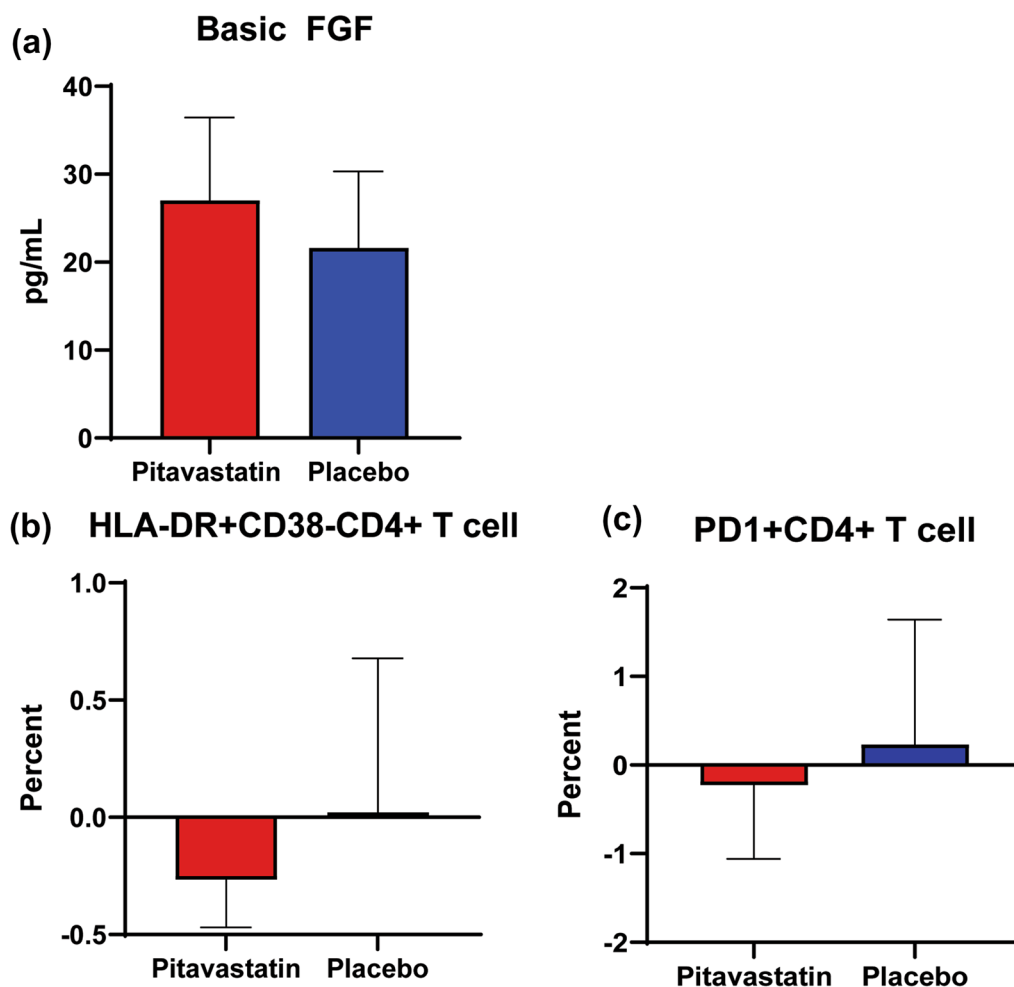 (a)
Basic FGF
40
30
20
10
0
pg/mL
Pitavastatin Placebo
(b) HLA-DR+CD38-CD4+ T cell
1.0
0.5
0.0
-0.5
Percent
Pitavastatin Placebo
(c) PD1+CD4+ T cell
2
1
0
-1
-2
Percent
Pitavastatin Placebo